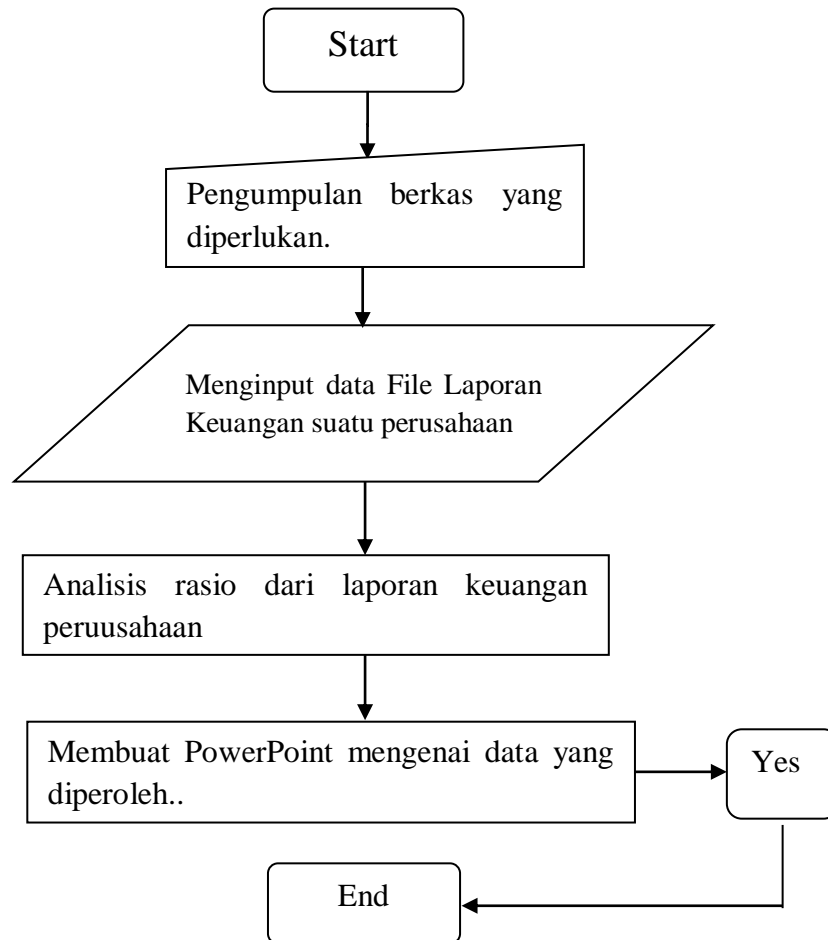 Start
Pengumpulan berkas yang
diperlukan.
Menginput data File Laporan
Keuangan suatu perusahaan
Analisis rasio dari laporan keuangan
peruusahaan
Membuat PowerPoint mengenai data yang
diperoleh..
Yes
End